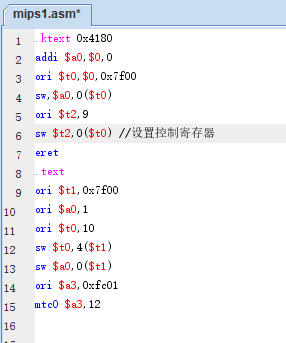 mips1.asm*
1 .ktext 0x4180
2 addi $a0,$0,0
3 ori $t0,$0,0x7f00
4 sw,$a0,0($t0)
5 ori $t2,9
6 sw $t2,0($t0) //设置控制寄存器
7 eret
8 .text
9 ori $t1,0x7f00
10 ori $a0,1
11 ori $t0,10
12 sw $t0,4($t1)
13 sw $a0,0($t1)
14 ori $a3,0xfc01
15 mtc0 $a3,12
16